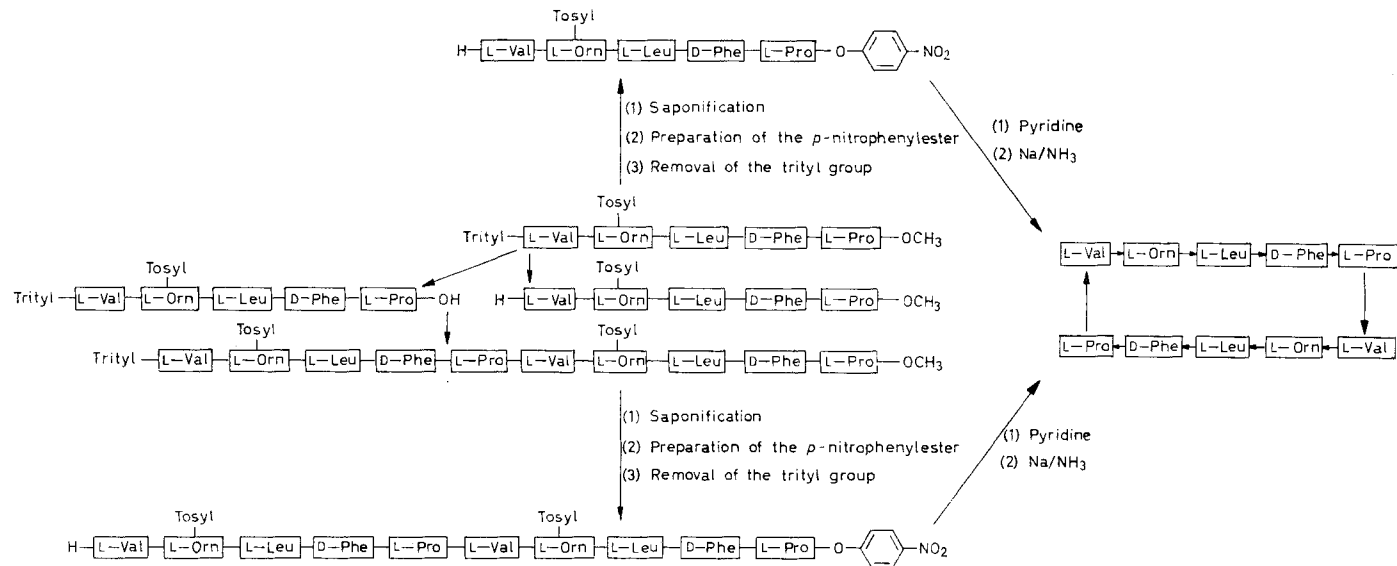 Tosyl
H L-Val L-Orn L-Leu D-Phe L-Pro O NO₂
(1) Saponification
(2) Preparation of the p-nitrophenylester
(3) Removal of the trityl group
(1) Pyridine
(2) Na/NH₃
Tosyl
Trityl L-Val L-Orn L-Leu D-Phe L-Pro OCH₃
Tosyl
Trityl L-Val L-Orn L-Leu D-Phe L-Pro OH
Tosyl
H L-Val L-Orn L-Leu D-Phe L-Pro OCH₃
Tosyl Tosyl
Trityl L-Val L-Orn L-Leu D-Phe L-Pro L-Val L-Orn L-Leu D-Phe L-Pro OCH₃
L-Val L-Orn L-Leu D-Phe L-Pro
L-Pro D-Phe L-Leu L-Orn L-Val
(1) Saponification
(2) Preparation of the p-nitrophenylester
(3) Removal of the trityl group
(1) Pyridine
(2) Na/NH₃
Tosyl Tosyl
H L-Val L-Orn L-Leu D-Phe L-Pro L-Val L-Orn L-Leu D-Phe L-Pro O NO₂